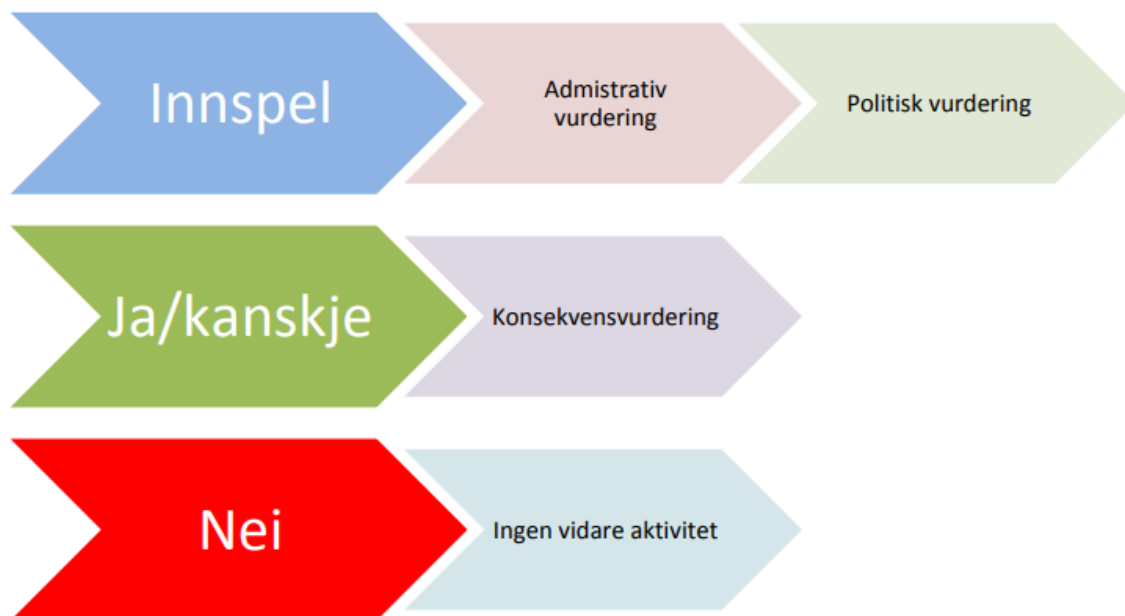 Innspel
Admistrativ
vurdering
Politisk vurdering
Ja/kanskje
Konsekvensvurdering
Nei
Ingen vidare aktivitet